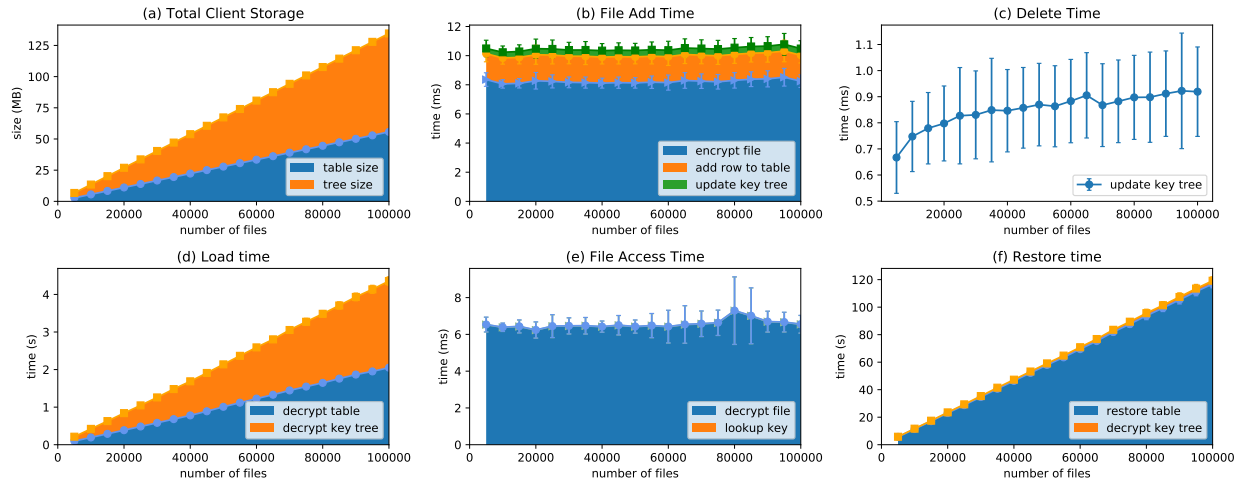 (a) Total Client Storage
size (MB)
125
100
75
50
25
0
table size
tree size
0
20000
40000
60000
80000
100000
number of files
(b) File Add Time
time (ms)
12
10
8
6
4
2
0
encrypt file
add row to table
update key tree
0
20000
40000
60000
80000
100000
number of files
(c) Delete Time
time (ms)
1.1
1.0
0.9
0.8
0.7
0.6
0.5
update key tree
20000
40000
60000
80000
100000
number of files
(d) Load time
time (s)
4
3
2
1
0
decrypt table
decrypt key tree
0
20000
40000
60000
80000
100000
number of files
(e) File Access Time
time (ms)
8
6
4
2
0
decrypt file
lookup key
0
20000
40000
60000
80000
100000
number of files
(f) Restore time
time (s)
120
100
80
60
40
20
0
restore table
decrypt key tree
0
20000
40000
60000
80000
100000
number of files